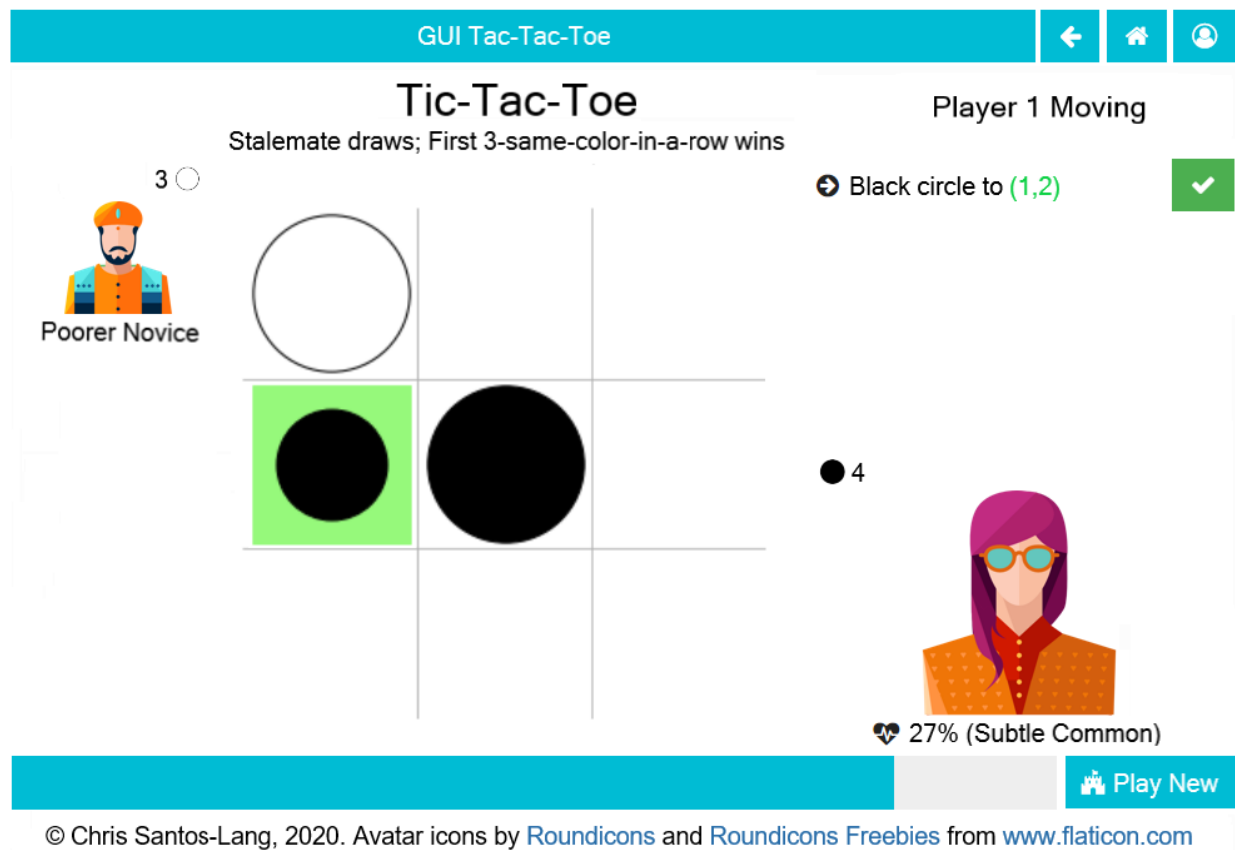 GUI Tac-Tac-Toe
Tic-Tac-Toe
Stalemate draws; First 3-same-color-in-a-row wins
Player 1 Moving
3
Black circle to (1,2)
Poorer Novice
4
27% (Subtle Common)
Play New
© Chris Santos-Lang, 2020. Avatar icons by Roundicons and Roundicons Freebies from www.flaticon.com